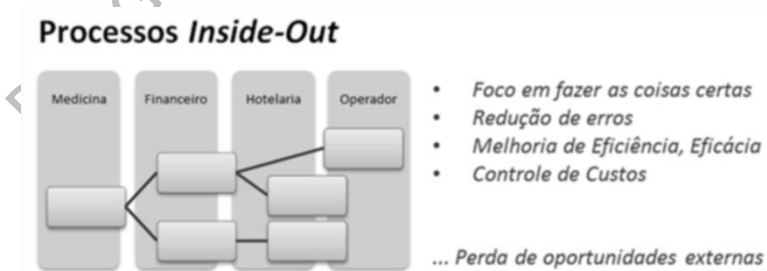 Processos Inside-Out
Medicina Financeiro Hotelaria Operador
• Foco em fazer as coisas certas
• Redução de erros
• Melhoria de Eficiência, Eficácia
• Controle de Custos
... Perda de oportunidades externas